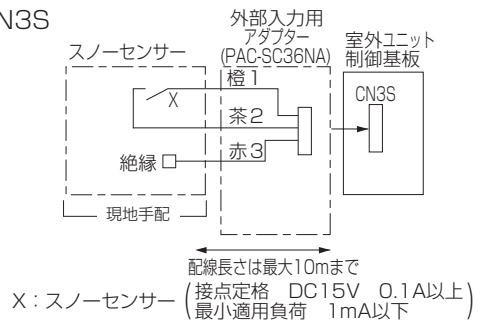 N3S
外部入力用
アダプター
(PAC-SC36NA)
スノーセンサー
室外ユニット
制御基板
橙1
X
茶2
CN3S
赤3
絶縁
現地手配
配線長さは最大10mまで
X：スノーセンサー
接点定格　DC15V　0.1A以上
最小適用負荷　1mA以下